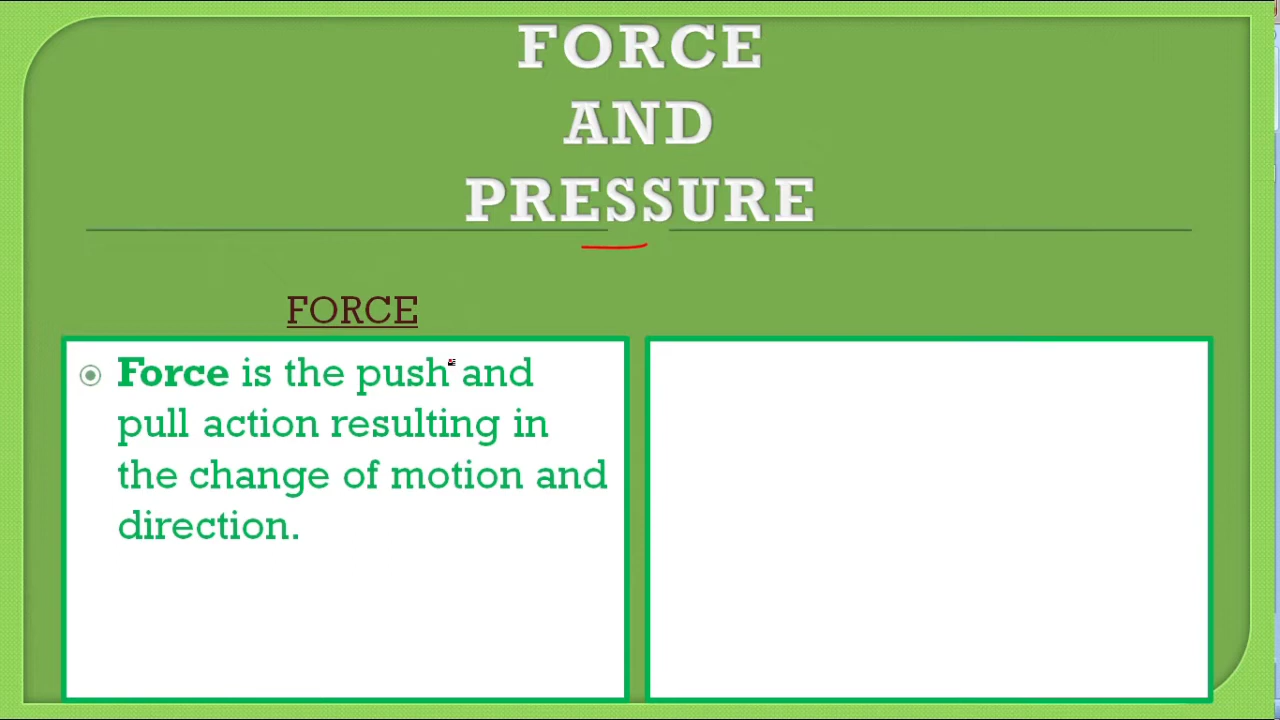 FORCE
AND
PRESSURE
FORCE
Force is the push and
pull action resulting in
the change of motion and
direction.